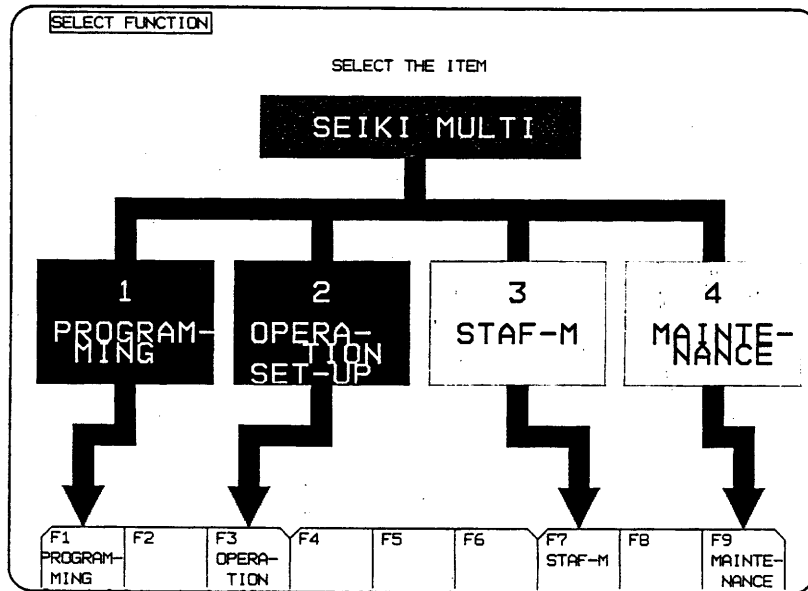 SELECT FUNCTION
SELECT THE ITEM
SEIKI MULTI
1
PROGRAM-
MING
2
OPERA-
TION
SET-UP
3
STAF-M
4
MAINTE-
NANCE
F1
PROGRAM-
MING
F2
F3
OPERA-
TION
F4
F5
F6
F7
STAF-M
F8
F9
MAINTE-
NANCE